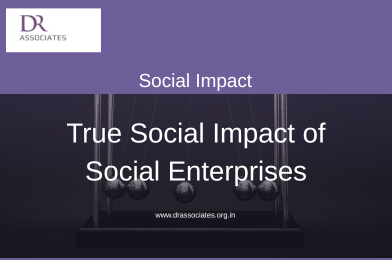 DR
ASSOCIATES
Social Impact
True Social Impact of
Social Enterprises
www.drassociates.org.in